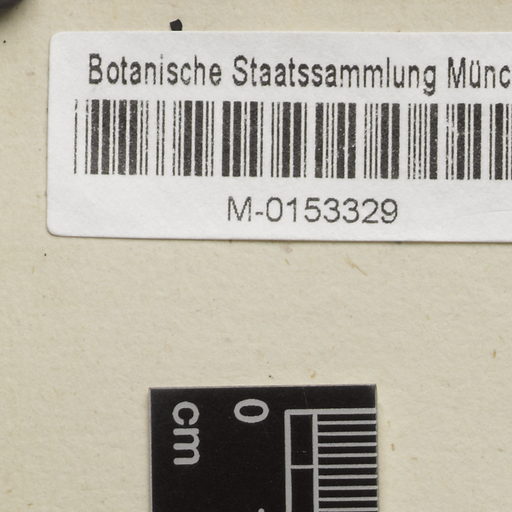 Botanische Staatssammlung Münc
M-0153329
0
cm